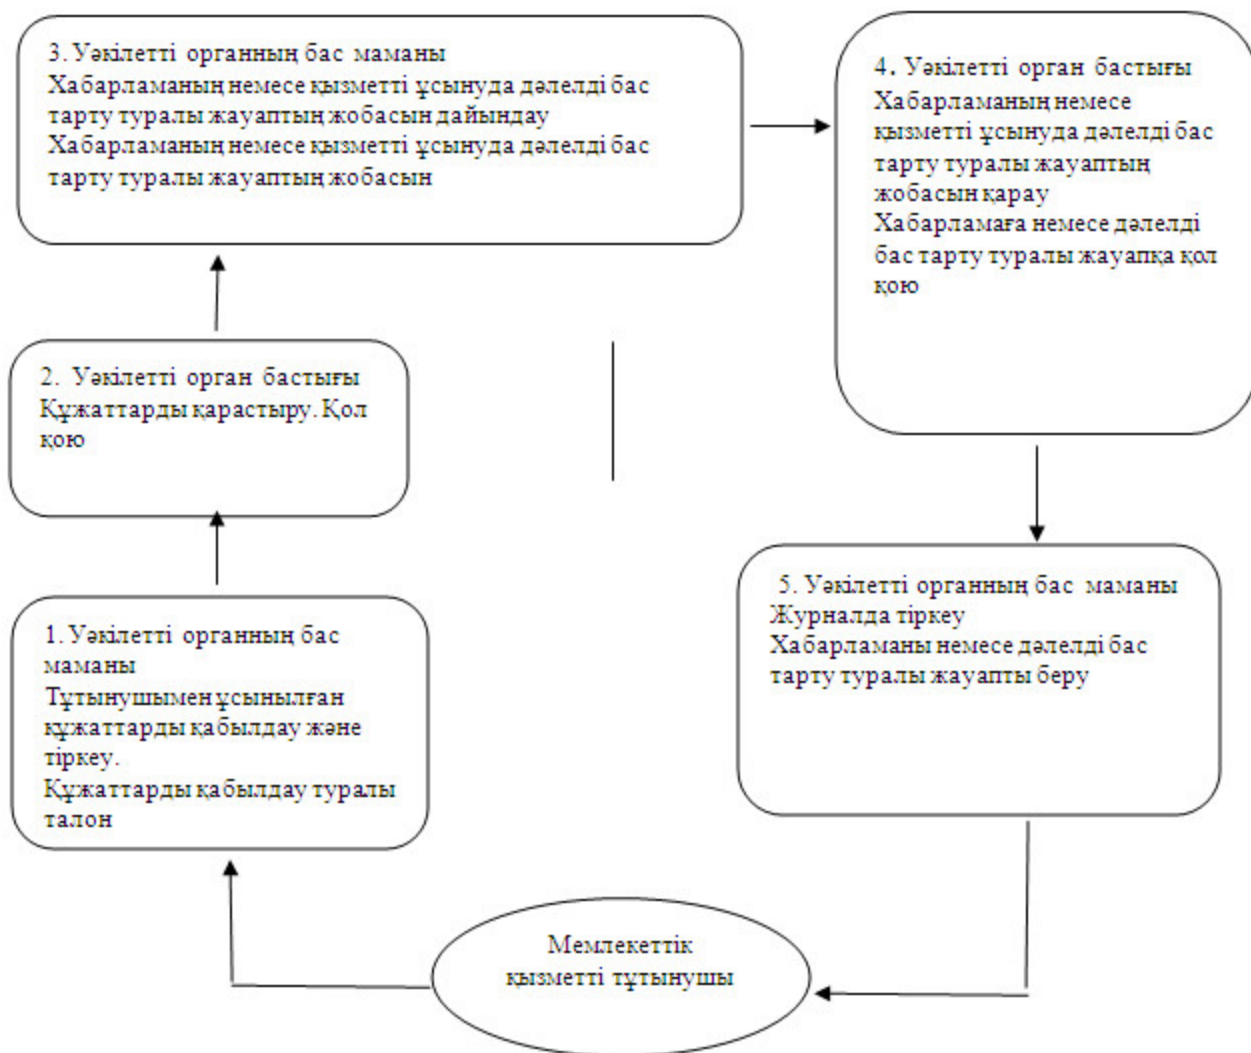 3. Уәкілетті органның бас маманы
Хабарламаның немесе қызметті ұсынуда дәлелді бас
тарту туралы жауаптың жобасын дайындау
Хабарламаның немесе қызметті ұсынуда дәлелді бас
тарту туралы жауаптың жобасын
4. Уәкілетті орган бастығы
Хабарламаның немесе
қызметті ұсынуда дәлелді бас
тарту туралы жауаптың
жобасын қарау
Хабарламаға немесе дәлелді
бас тарту туралы жауапқа қол
қою
2. Уәкілетті орган бастығы
Құжаттарды қарастыру. Қол
қою
1. Уәкілетті органның бас
маманы
Тұтынушымен ұсынылған
құжаттарды қабылдау және
тіркеу.
Құжаттарды қабылдау туралы
талон
5. Уәкілетті органның бас маманы
Журналда тіркеу
Хабарламаны немесе дәлелді бас
тарту туралы жауапты беру
Мемлекеттік
қызметті тұтынушы